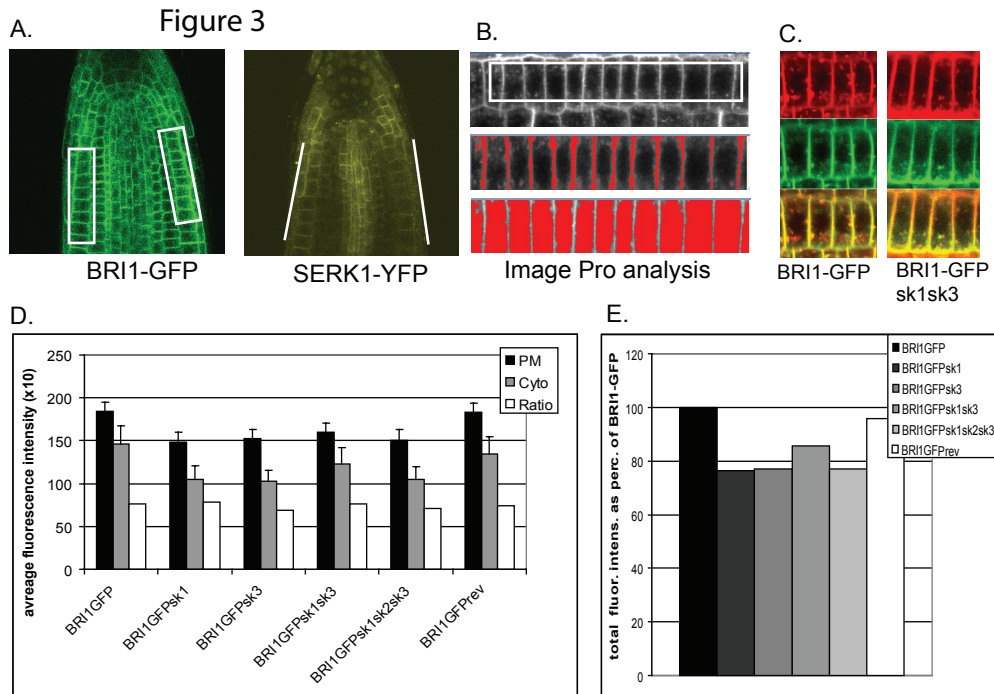 Figure 3
A.
B.
C.
BRI1-GFP
SERK1-YFP
Image Pro analysis
BRI1-GFP
BRI1-GFP
sk1sk3
D.
avreage fluorescence intensity (x10)
250
200
150
100
50
0
PM
Cyto
Ratio
BRI1GFP
BRI1GFPsk1
BRI1GFPsk3
BRI1GFPsk1sk3
BRI1GFPsk1sk2sk3
BRI1GFPrev
E.
total fluor. intens. as perc. of BRI1-GFP
120
100
80
60
40
20
0
BRI1GFP
BRI1GFPsk1
BRI1GFPsk3
BRI1GFPsk1sk3
BRI1GFPsk1sk2sk3
BRI1GFPrev